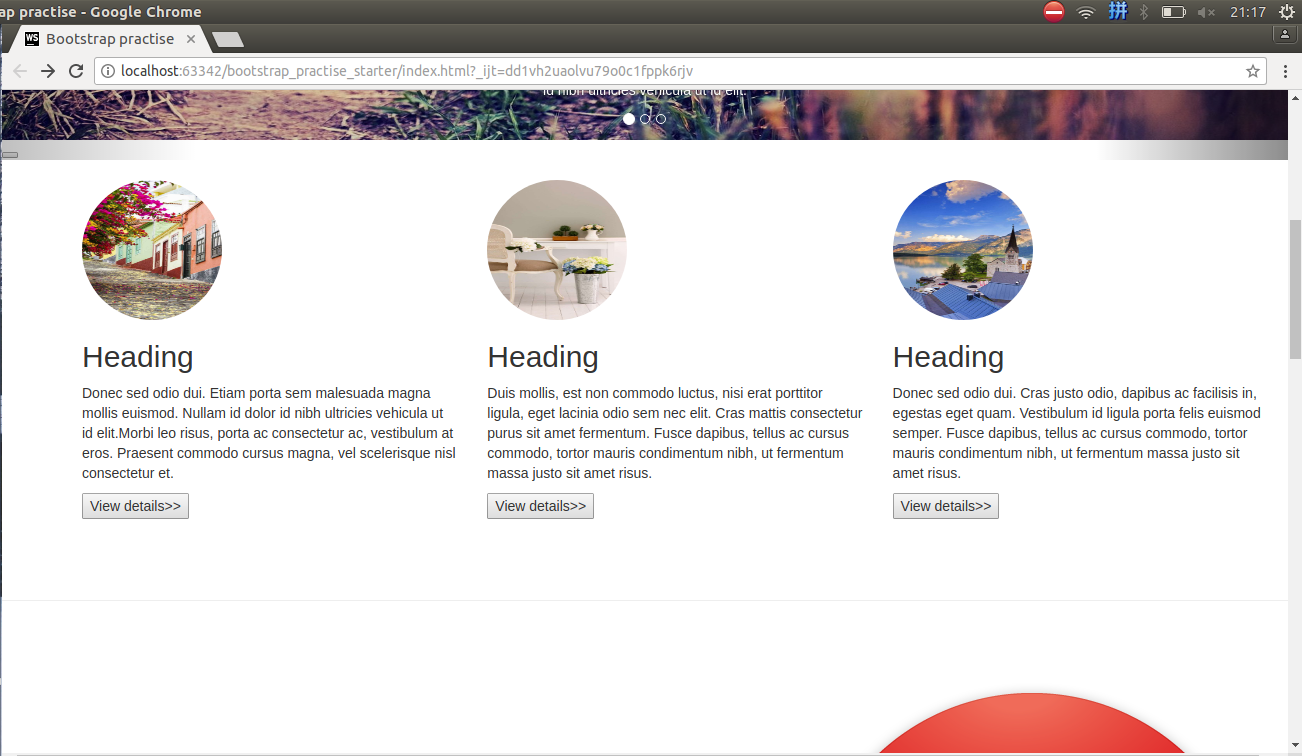 ap practise - Google Chrome
拼
21:17
WS Bootstrap practise
localhost:63342/bootstrap_practise_starter/index.html?_ijt=dd1vh2uaolvu79o0c1fppk6rjv
id nibh ultricies vehicula ut id elit.
Heading
Donec sed odio dui. Etiam porta sem malesuada magna
mollis euismod. Nullam id dolor id nibh ultricies vehicula ut
id elit.Morbi leo risus, porta ac consectetur ac, vestibulum at
eros. Praesent commodo cursus magna, vel scelerisque nisl
consectetur et.
View details>>
Heading
Duis mollis, est non commodo luctus, nisi erat porttitor
ligula, eget lacinia odio sem nec elit. Cras mattis consectetur
purus sit amet fermentum. Fusce dapibus, tellus ac cursus
commodo, tortor mauris condimentum nibh, ut fermentum
massa justo sit amet risus.
View details>>
Heading
Donec sed odio dui. Cras justo odio, dapibus ac facilisis in,
egestas eget quam. Vestibulum id ligula porta felis euismod
semper. Fusce dapibus, tellus ac cursus commodo, tortor
mauris condimentum nibh, ut fermentum massa justo sit
amet risus.
View details>>